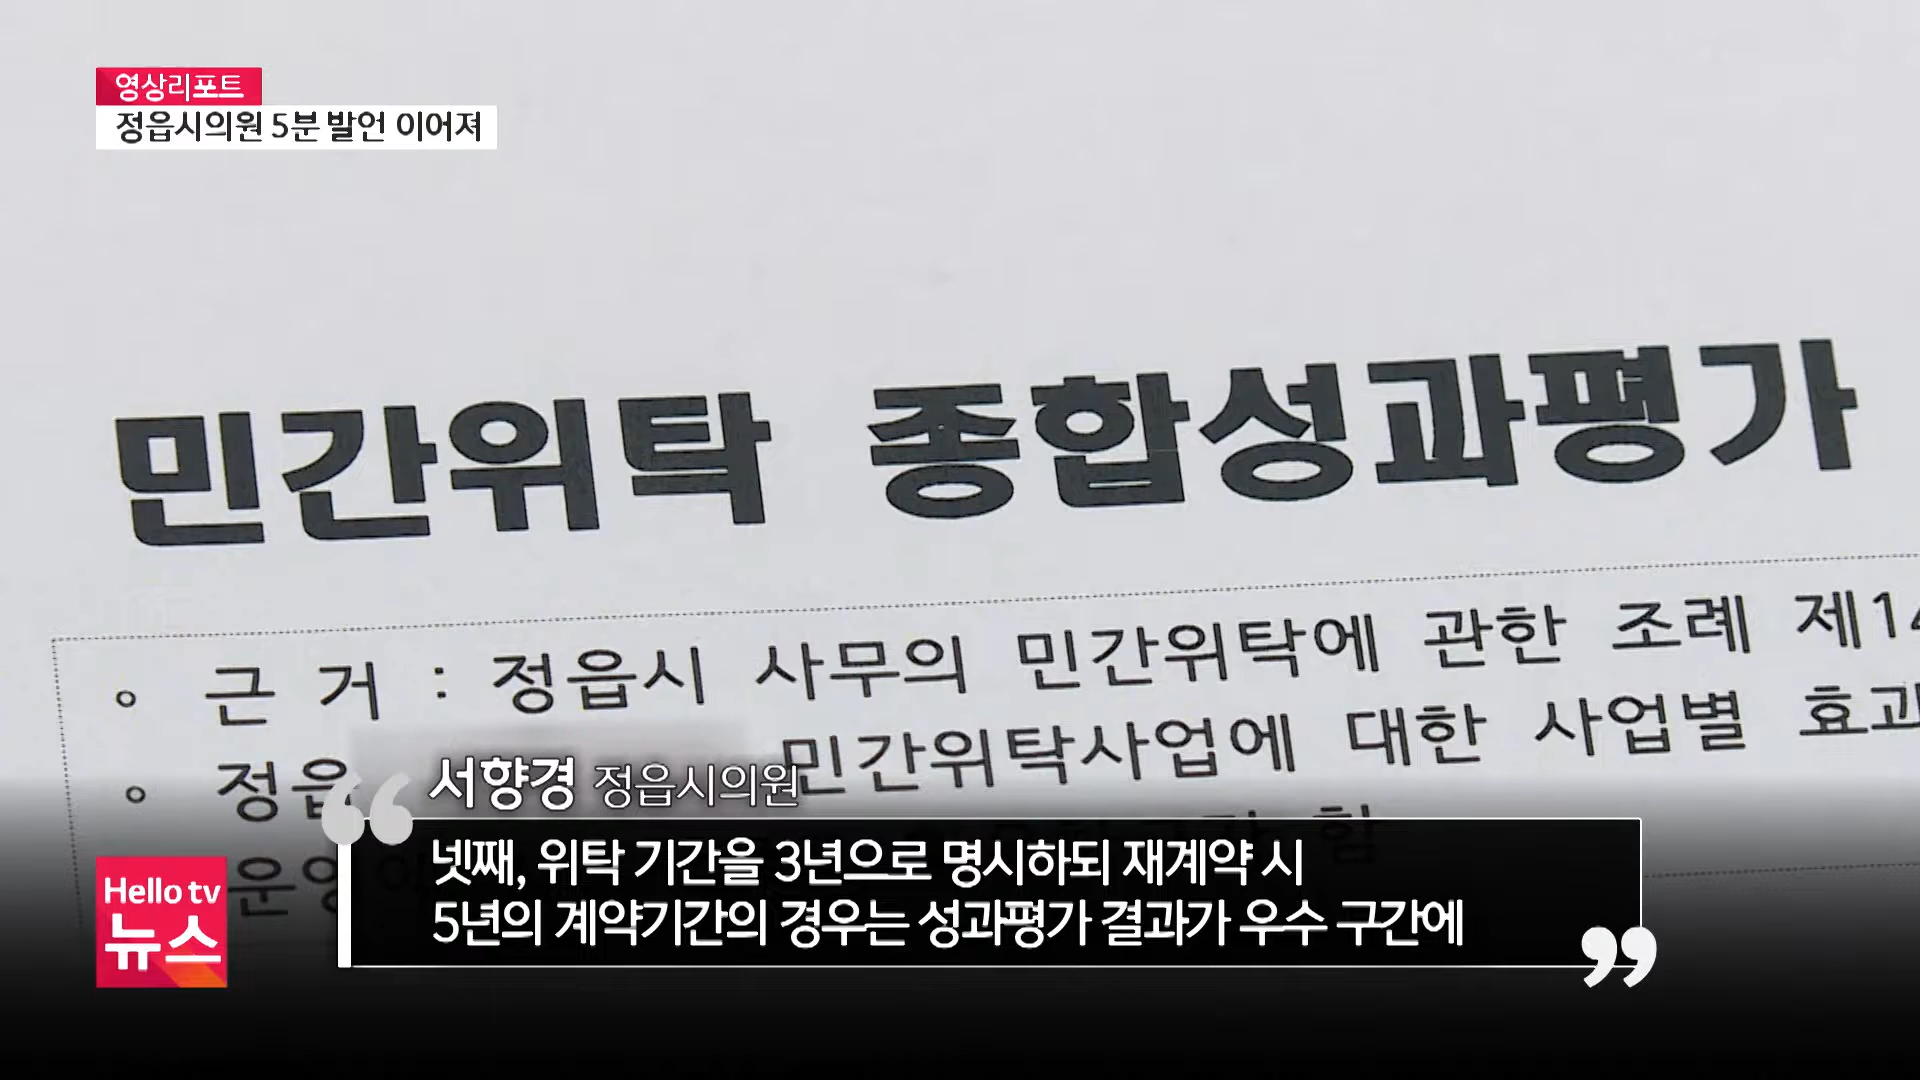 영상리포트
정읍시의원 5분 발언 이어져
민간위탁 종합성과평가
◦ 근 거 : 정읍시 사무의 민간위탁에 관한 조례 제14
◦ 정읍 민간위탁사업에 대한 사업별 효과
서향경 정읍시의원
넷째, 위탁 기간을 3년으로 명시하되 재계약 시
5년의 계약기간의 경우는 성과평가 결과가 우수 구간에
Hello tv
뉴스